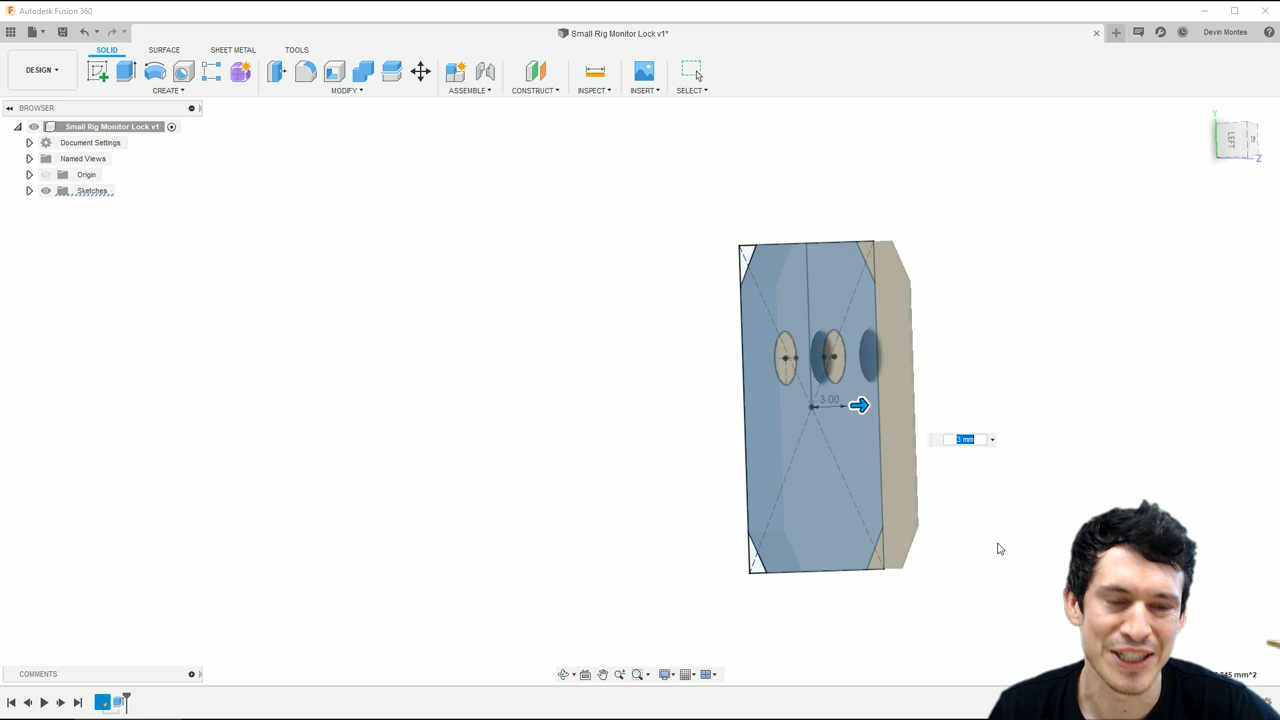 Autodesk Fusion 360
Small Rig Monitor Lock v1*
Devin Montes
SOLID
SURFACE
SHEET METAL
TOOLS
DESIGN
CREATE
MODIFY
ASSEMBLE
CONSTRUCT
INSPECT
INSERT
SELECT
BROWSER
Small Rig Monitor Lock v1
Document Settings
Named Views
Origin
Sketches
LEFT
Y
Z
3.00
3 mm
COMMENTS
mm^2